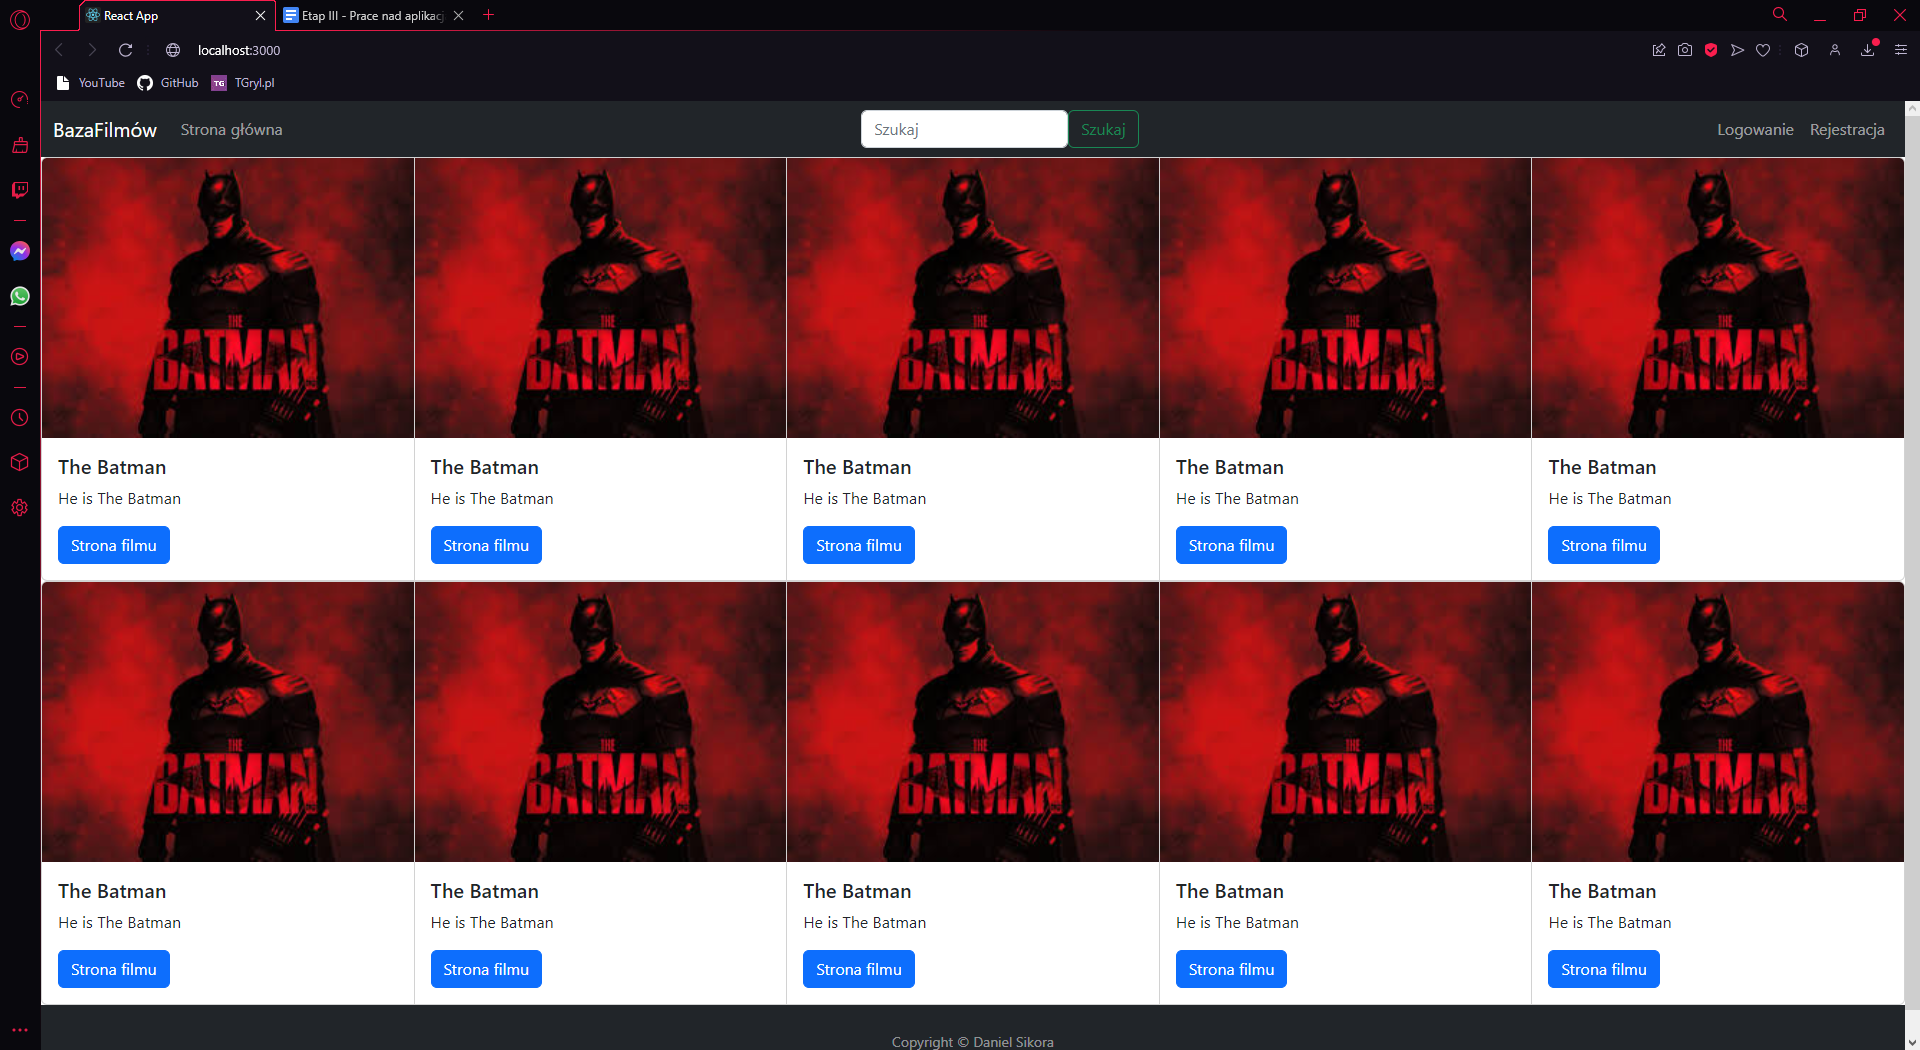 React App
Etap III - Prace nad aplikacj
localhost:3000
YouTube GitHub TG TGryl.pl
BazaFilmów Strona główna Szukaj Szukaj Logowanie Rejestracja
THE BATMAN THE BATMAN THE BATMAN THE BATMAN THE BATMAN
The Batman The Batman The Batman The Batman The Batman
He is The Batman He is The Batman He is The Batman He is The Batman He is The Batman
Strona filmu Strona filmu Strona filmu Strona filmu Strona filmu
THE BATMAN THE BATMAN THE BATMAN THE BATMAN THE BATMAN
The Batman The Batman The Batman The Batman The Batman
He is The Batman He is The Batman He is The Batman He is The Batman He is The Batman
Strona filmu Strona filmu Strona filmu Strona filmu Strona filmu
Copyright © Daniel Sikora